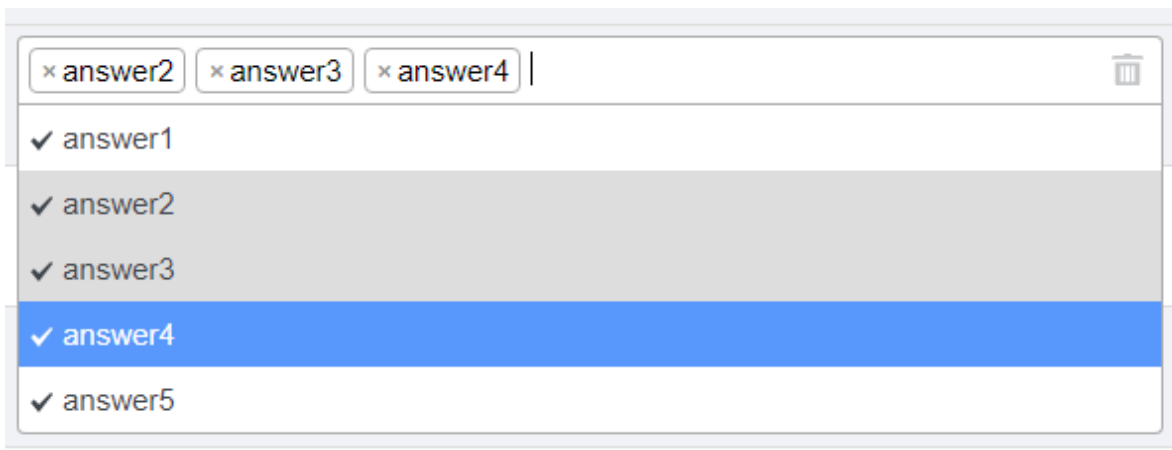 × answer2 × answer3 × answer4
✓ answer1
✓ answer2
✓ answer3
✓ answer4
✓ answer5